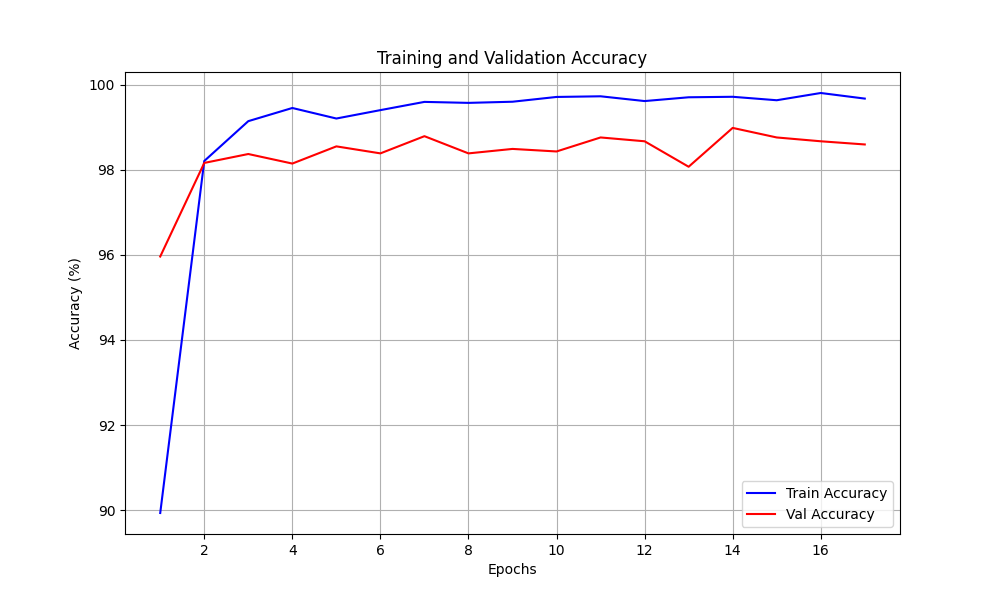 Training and Validation Accuracy
100
98
96
94
92
90
Accuracy (%)
2 4 6 8 10 12 14 16
Epochs
Train Accuracy
Val Accuracy